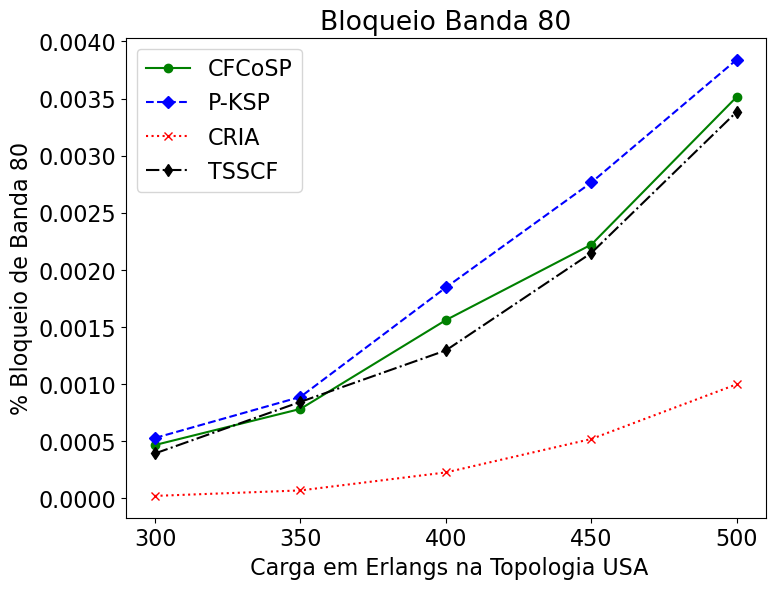 Bloqueio Banda 80
CFCoSP
P-KSP
CRIA
TSSCF
% Bloqueio de Banda 80
0.0040
0.0035
0.0030
0.0025
0.0020
0.0015
0.0010
0.0005
0.0000
300 350 400 450 500
Carga em Erlangs na Topologia USA